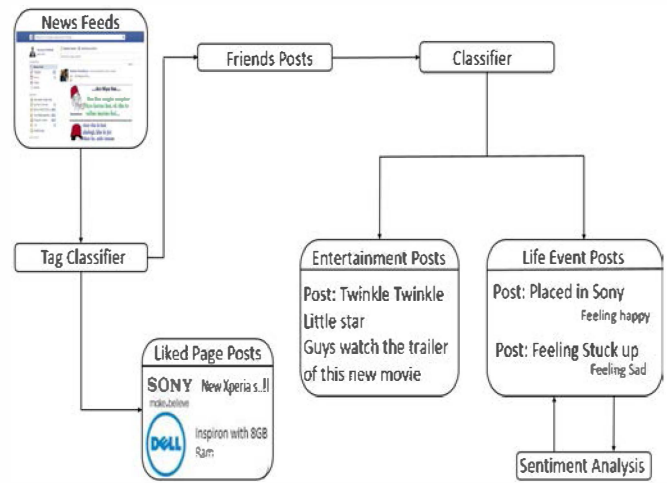 News Feeds
Friends Posts
Classifier
Tag Classifier
Entertainment Posts
Post: Twinkle Twinkle
Little star
Guys watch the trailer
of this new movie
Life Event Posts
Post: Placed in Sony
Feeling happy
Post: Feeling Stuck up
Feeling Sad
Liked Page Posts
SONY New Xperia s..!!
make.believe
DELL
Inspiron with 8GB
Ram
Sentiment Analysis